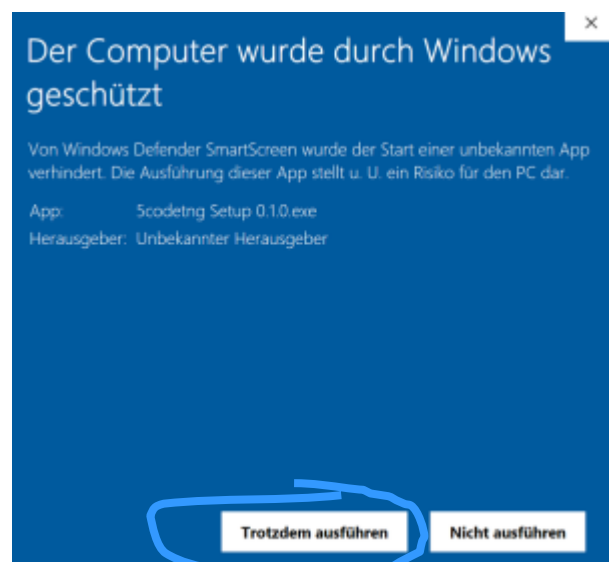 Der Computer wurde durch Windows
geschützt
Von Windows Defender SmartScreen wurde der Start einer unbekannten App
verhindert. Die Ausführung dieser App stellt u. U. ein Risiko für den PC dar.
App: 5codetng Setup 0.1.0.exe
Herausgeber: Unbekannter Herausgeber
Trotzdem ausführen Nicht ausführen